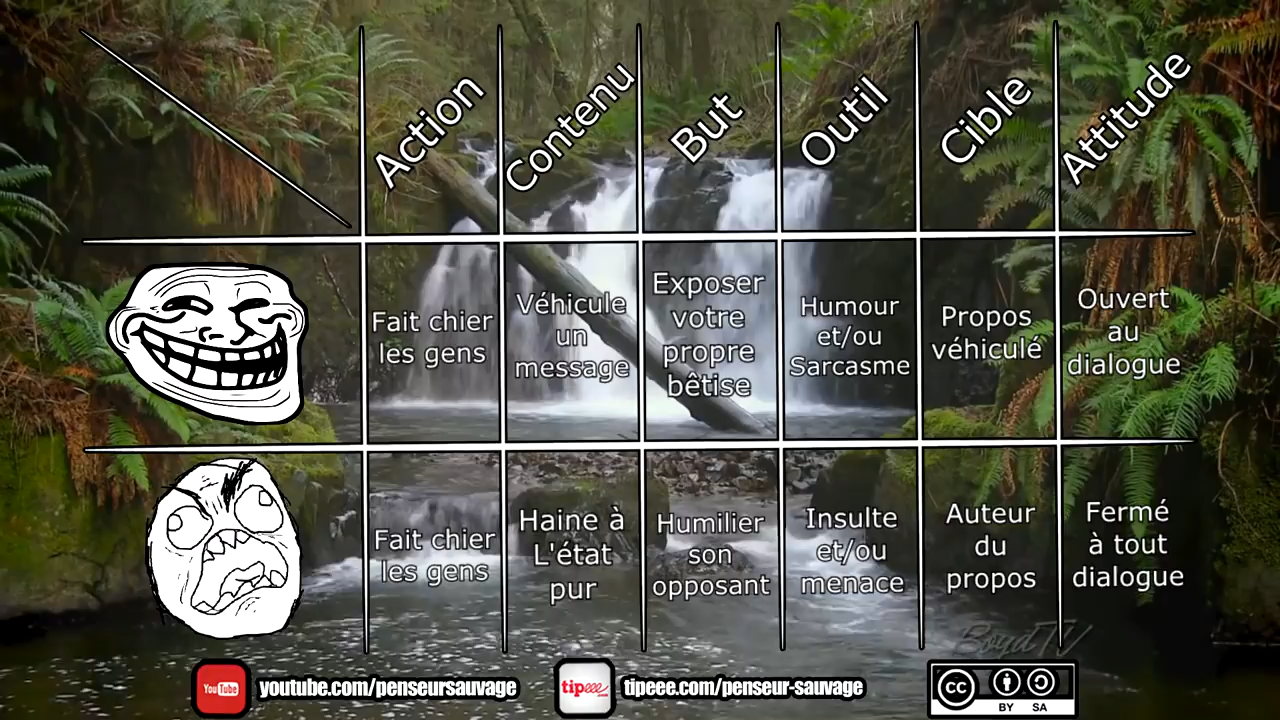 Action
Contenu
But
Outil
Cible
Attitude
Fait chier
les gens
Véhicule
un
message
Exposer
votre
propre
bêtise
Humour
et/ou
Sarcasme
Propos
véhiculé
Ouvert
au
dialogue
Fait chier
les gens
Haine à
L'état
pur
Humilier
son
opposant
Insulte
et/ou
menace
Auteur
du
propos
Fermé
à tout
dialogue
BoydTV
YouTube
youtube.com/penseursauvage
tipeee
.com
tipeee.com/penseur-sauvage
cc
BY SA